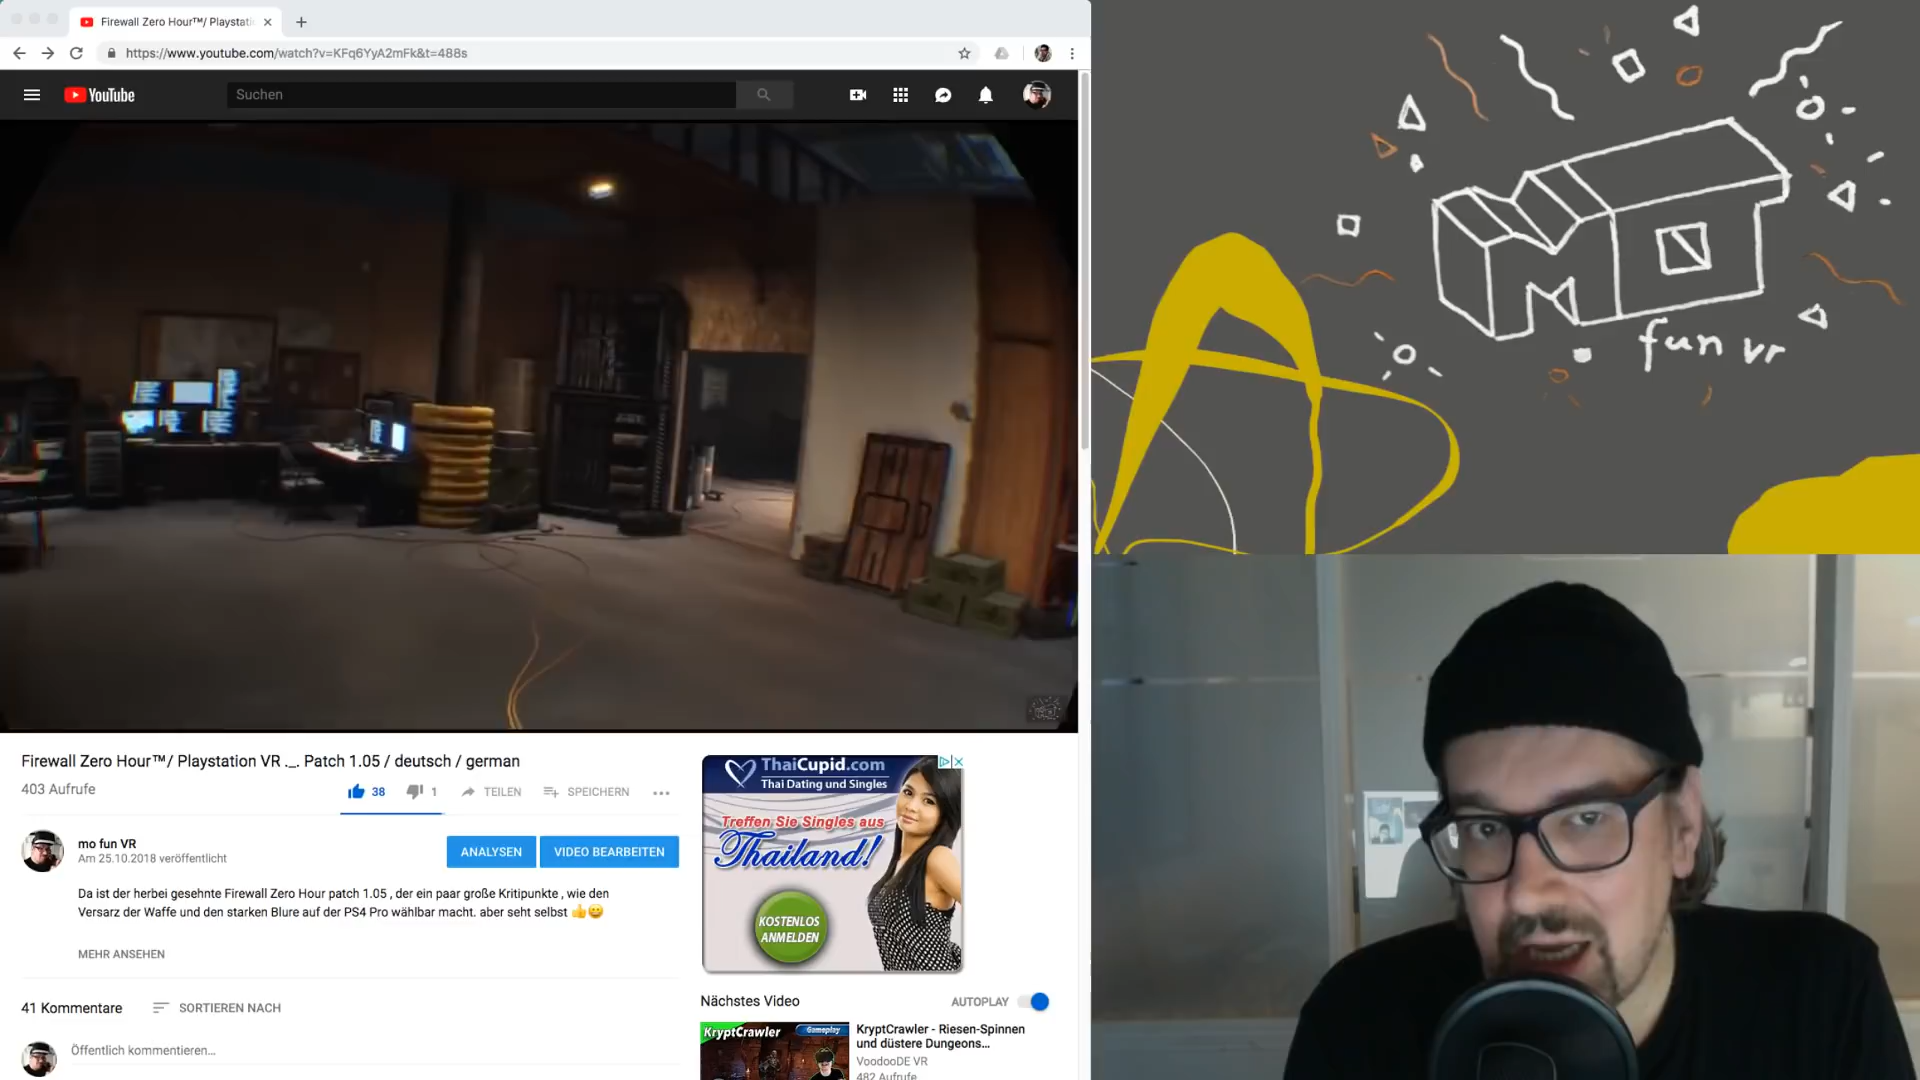 Firewall Zero Hour™/ Playstati
https://www.youtube.com/watch?v=KFq6YyA2mFk&t=488s
YouTube
Suchen
fun vr
Firewall Zero Hour™/ Playstation VR ._. Patch 1.05 / deutsch / german
403 Aufrufe
38
1
TEILEN
SPEICHERN
mo fun VR
Am 25.10.2018 veröffentlicht
ANALYSEN
VIDEO BEARBEITEN
Da ist der herbei gesehnte Firewall Zero Hour patch 1.05 , der ein paar große Kritipunkte , wie den
Versarz der Waffe und den starken Blure auf der PS4 Pro wählbar macht. aber seht selbst 👍😀
MEHR ANSEHEN
41 Kommentare
SORTIEREN NACH
Öffentlich kommentieren...
ThaiCupid.com
Thai Dating und Singles
Treffen Sie Singles aus
Thailand!
KOSTENLOS
ANMELDEN
Nächstes Video
AUTOPLAY
KryptCrawler
Gameplay
KryptCrawler - Riesen-Spinnen
und düstere Dungeons...
VoodooDE VR
482 Aufrufe